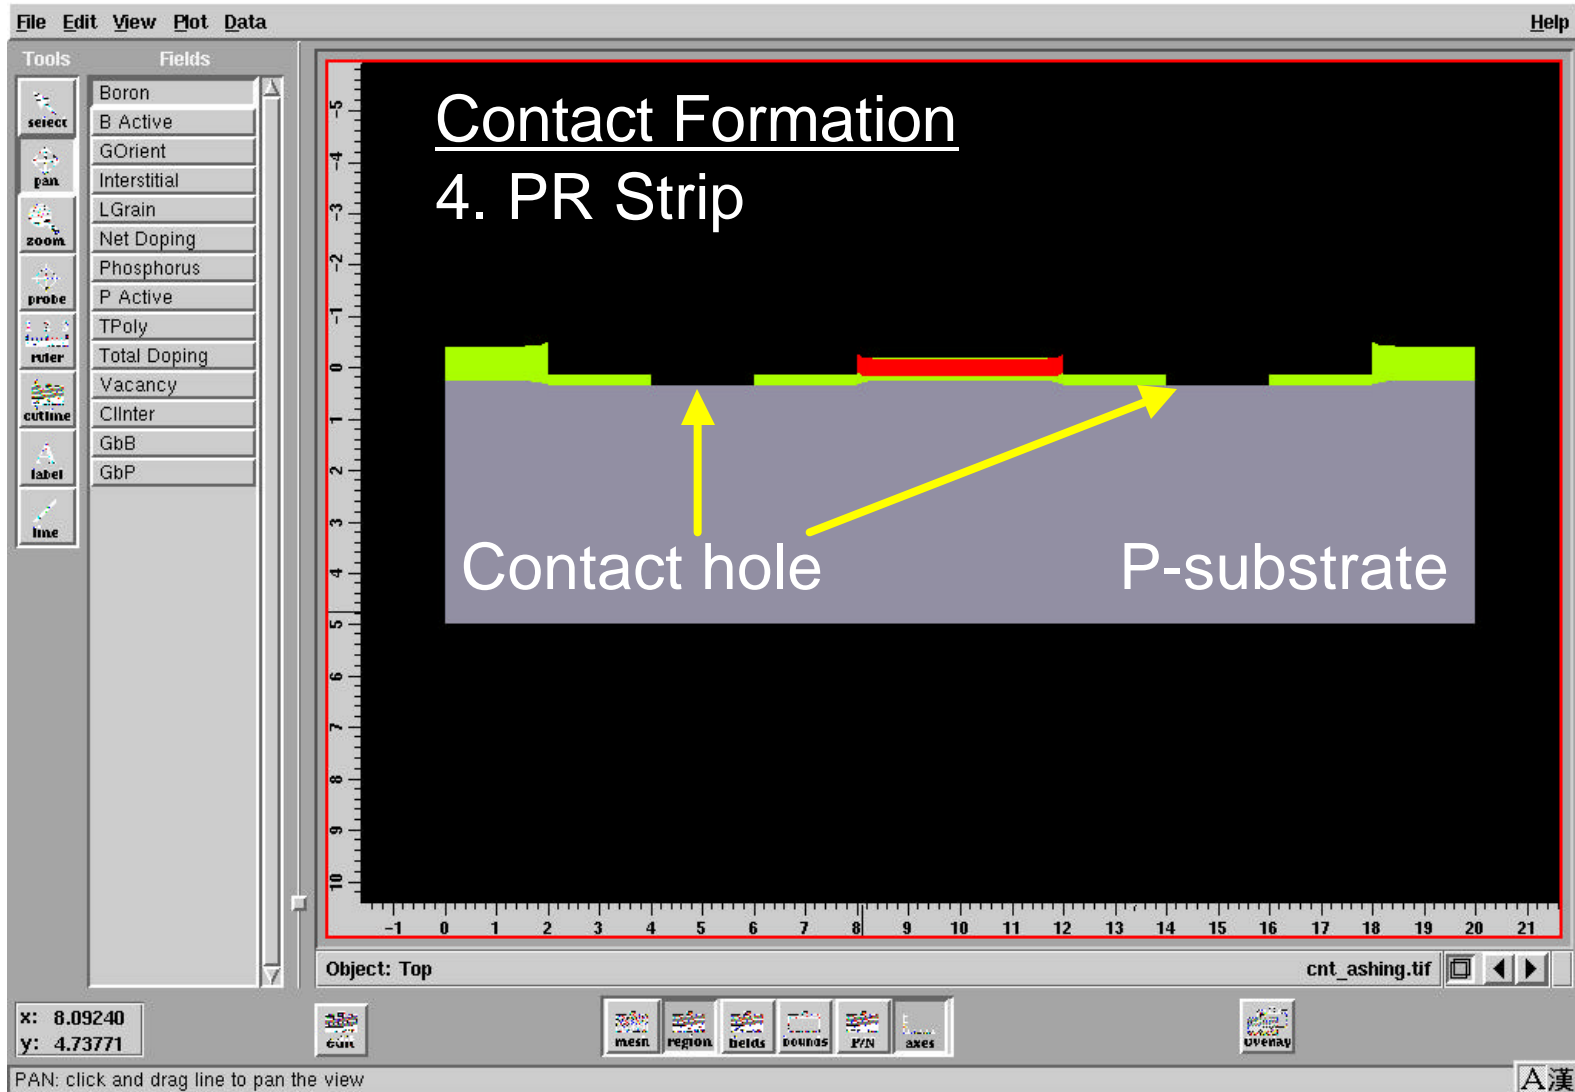 File Edit View Plot Data Help
Tools Fields
select
pan
zoom
probe
ruler
cutline
label
line
Boron
B Active
GOrient
Interstitial
LGrain
Net Doping
Phosphorus
P Active
TPoly
Total Doping
Vacancy
CIInter
GbB
GbP
Contact Formation
4. PR Strip
Contact hole P-substrate
-5
-4
-3
-2
-1
0
1
2
3
4
5
6
7
8
9
10
-1 0 1 2 3 4 5 6 7 8 9 10 11 12 13 14 15 16 17 18 19 20 21
Object: Top cnt_ashing.tif
x: 8.09240
y: 4.73771
edit mesh region fields bounds P/N axes overlay
PAN: click and drag line to pan the view A漢